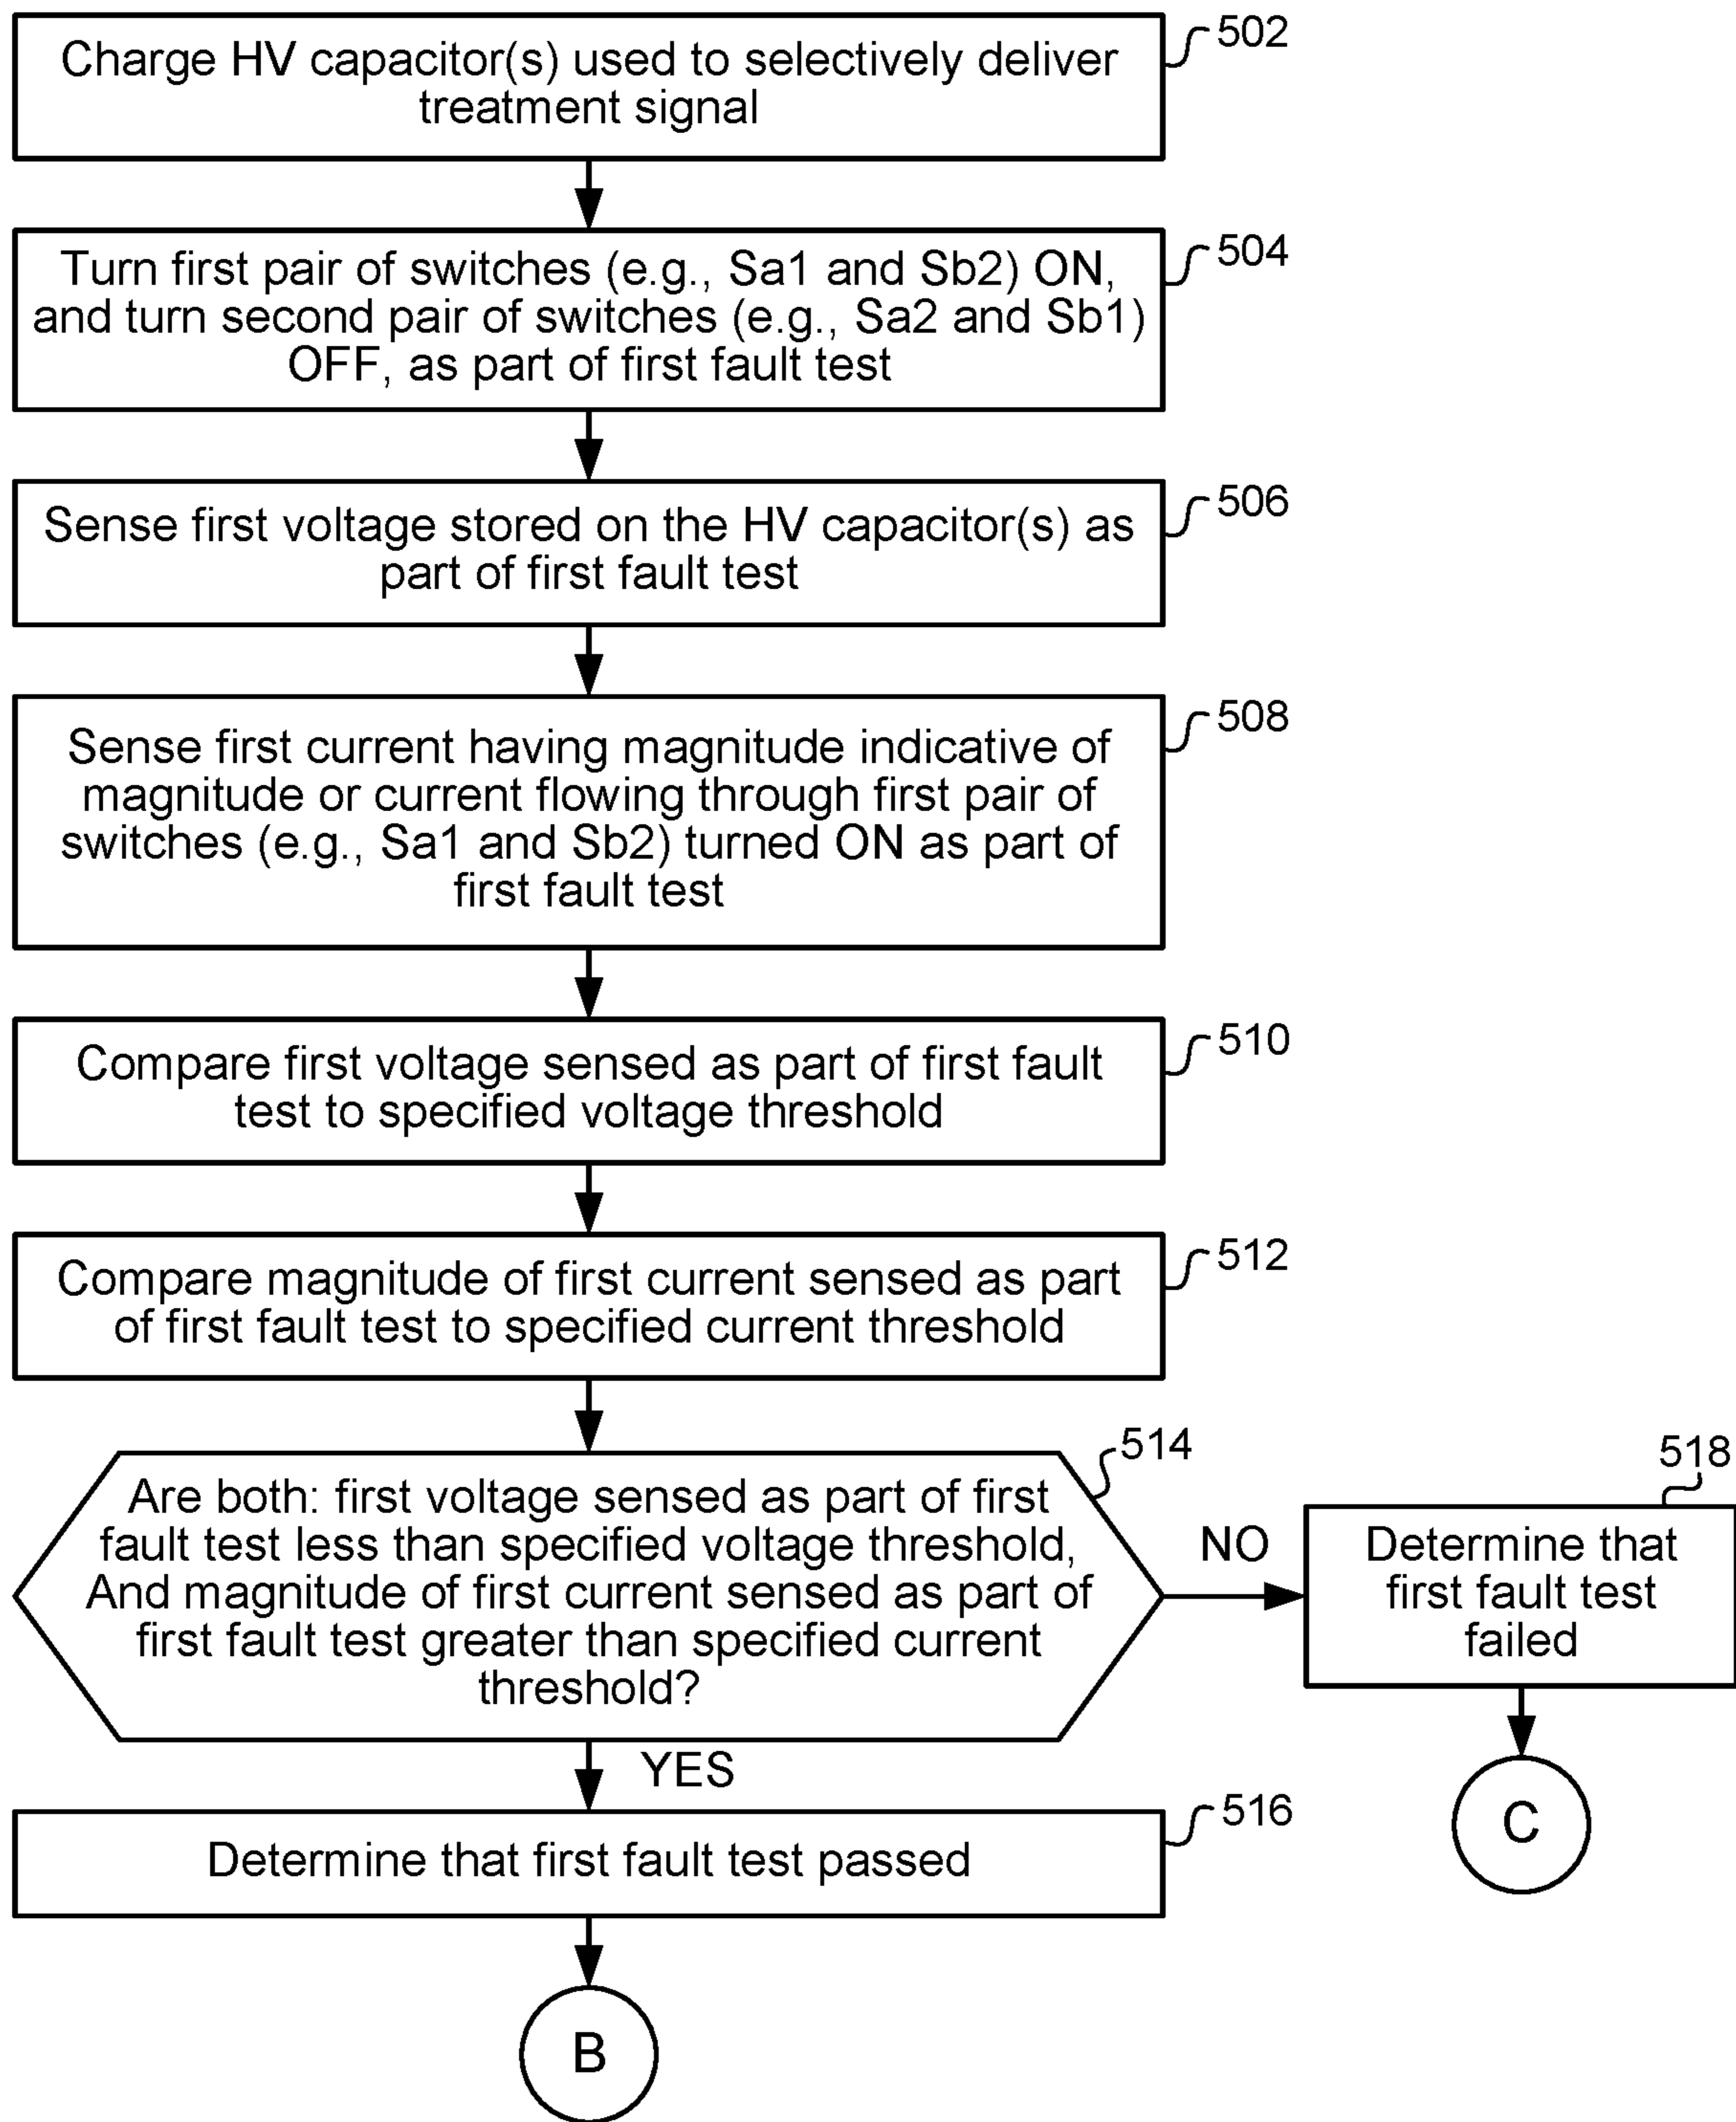 Charge HV capacitor(s) used to selectively deliver
treatment signal
502
Turn first pair of switches (e.g., Sa1 and Sb2) ON,
and turn second pair of switches (e.g., Sa2 and Sb1)
OFF, as part of first fault test
504
Sense first voltage stored on the HV capacitor(s) as
part of first fault test
506
Sense first current having magnitude indicative of
magnitude or current flowing through first pair of
switches (e.g., Sa1 and Sb2) turned ON as part of
first fault test
508
Compare first voltage sensed as part of first fault
test to specified voltage threshold
510
Compare magnitude of first current sensed as part
of first fault test to specified current threshold
512
Are both: first voltage sensed as part of first
fault test less than specified voltage threshold,
And magnitude of first current sensed as part of
first fault test greater than specified current
threshold?
514
NO
518
Determine that
first fault test
failed
C
YES
Determine that first fault test passed
516
B